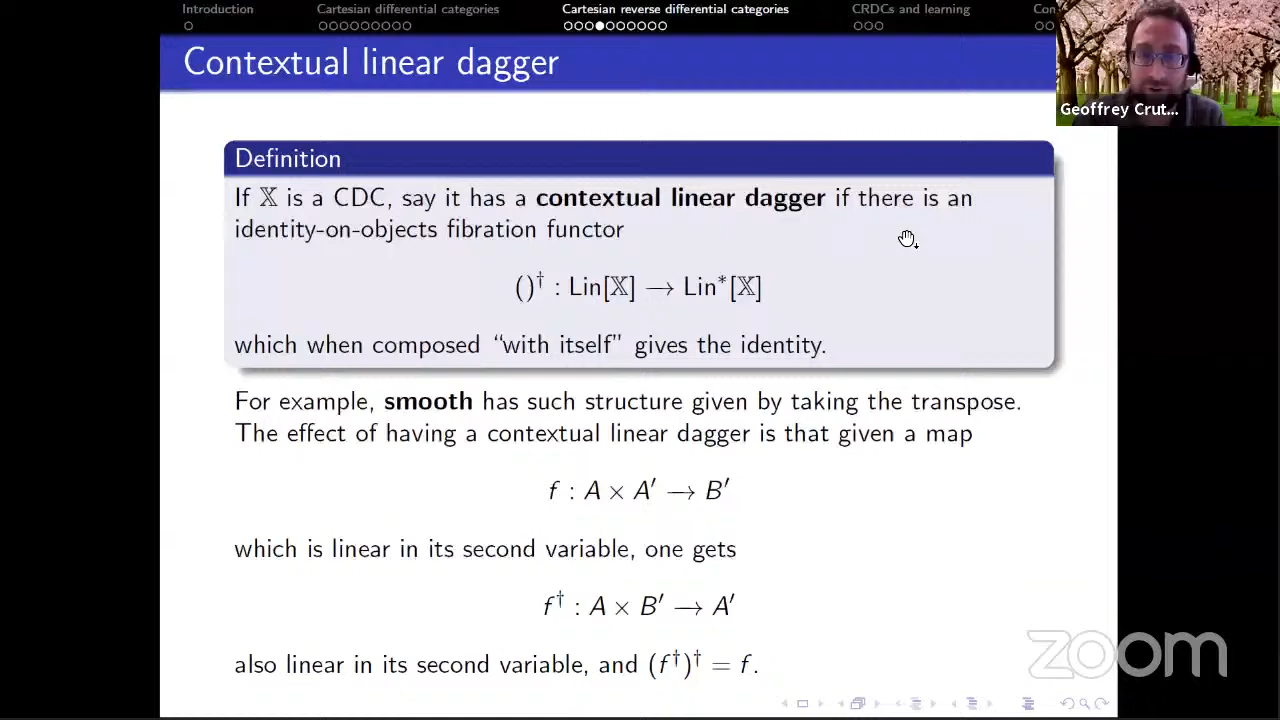 Introduction
Cartesian differential categories
Cartesian reverse differential categories
CRDCs and learning
Con
Contextual linear dagger
Geoffrey Crut...
Definition
If 𝕏 is a CDC, say it has a contextual linear dagger if there is an
identity-on-objects fibration functor
()† : Lin[𝕏] → Lin*[𝕏]
which when composed “with itself” gives the identity.
For example, smooth has such structure given by taking the transpose.
The effect of having a contextual linear dagger is that given a map
f : A × A′ → B′
which is linear in its second variable, one gets
f† : A × B′ → A′
also linear in its second variable, and (f†)† = f.
zoom